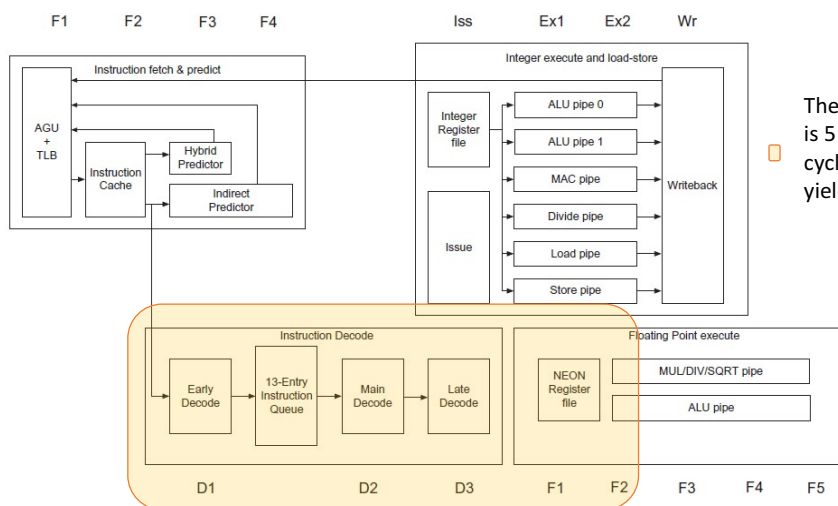 F1 F2 F3 F4 Iss Ex1 Ex2 Wr
Instruction fetch & predict
AGU
+
TLB
Instruction
Cache
Hybrid
Predictor
Indirect
Predictor
Integer execute and load-store
Integer
Register
file
Issue
ALU pipe 0
ALU pipe 1
MAC pipe
Divide pipe
Load pipe
Store pipe
Writeback
The
is 5
cycl
yiel
Instruction Decode
Early
Decode
13-Entry
Instruction
Queue
Main
Decode
Late
Decode
Floating Point execute
NEON
Register
file
MUL/DIV/SQRT pipe
ALU pipe
D1 D2 D3 F1 F2 F3 F4 F5